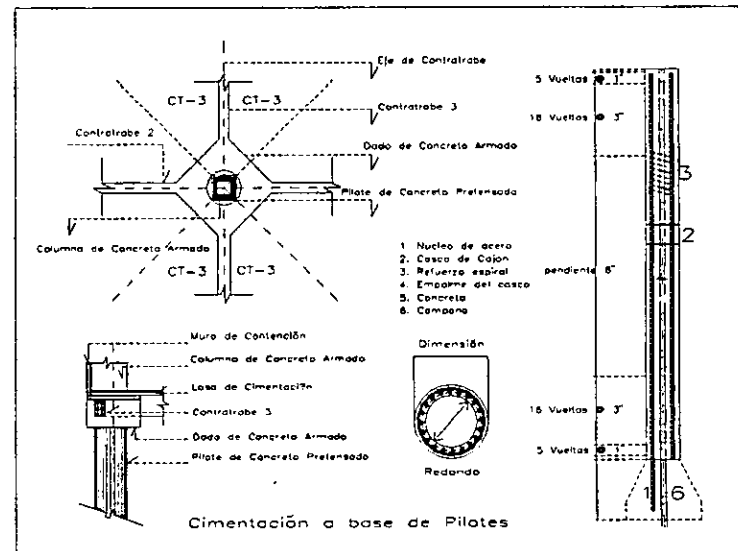 Eje de Contratrabe
CT-3 CT-3
Contratrabe 3
Contratrabe 2
Dado de Concreto Armado
Pilote de Concreto Pretensado
Columna de Concreto Armado
CT-3 CT-3
1 Nucleo de acero
2. Casco de Cajon
3. Refuerzo espiral
4. Empalme del casco
5. Concreto
6. Campana
5 Vueltas 1"
18 Vueltas 3"
3
2
pendiente 6"
16 Vueltas 3"
5 Vueltas 1"
1 6
Muro de Contención
Columna de Concreto Armado
Losa de Cimentación
Contratrabe 3
Dado de Concreto Armado
Pilote de Concreto Pretensado
Dimensión
Redondo
Cimentación a base de Pilotes